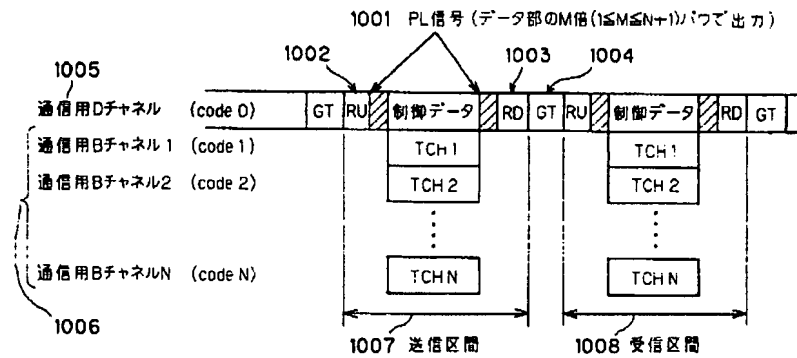 1001 PL信号(データ部のM倍(1≦M≦N+1)パワで出力)
1002 1003 1004
1005
通信用Dチャネル (code 0) GT RU 制御データ RD GT RU 制御データ RD GT
通信用Bチャネル1 (code 1) TCH 1 TCH 1
通信用Bチャネル2 (code 2) TCH 2 TCH 2
通信用BチャネルN (code N) TCH N TCH N
1006
1007 送信区間 1008 受信区間